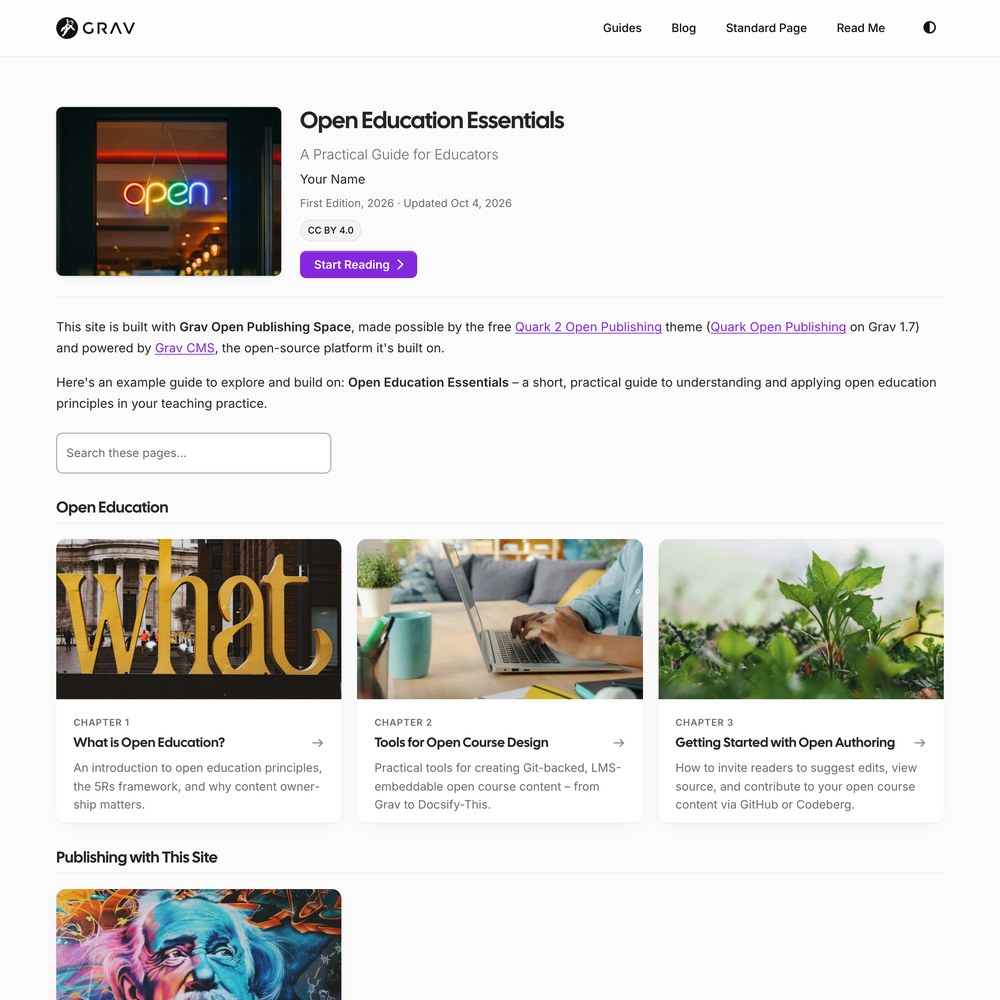 GRAV
Guides
Blog
Standard Page
Read Me
open
Open Education Essentials
A Practical Guide for Educators
Your Name
First Edition, 2026 · Updated Oct 4, 2026
CC BY 4.0
Start Reading
This site is built with Grav Open Publishing Space, made possible by the free Quark 2 Open Publishing theme (Quark Open Publishing on Grav 1.7)
and powered by Grav CMS, the open-source platform it's built on.
Here's an example guide to explore and build on: Open Education Essentials – a short, practical guide to understanding and applying open education
principles in your teaching practice.
Search these pages...
Open Education
what
CHAPTER 1
What is Open Education?
An introduction to open education principles,
the 5Rs framework, and why content owner-
ship matters.
CHAPTER 2
Tools for Open Course Design
Practical tools for creating Git-backed, LMS-
embeddable open course content – from
Grav to Docsify-This.
CHAPTER 3
Getting Started with Open Authoring
How to invite readers to suggest edits, view
source, and contribute to your open course
content via GitHub or Codeberg.
Publishing with This Site